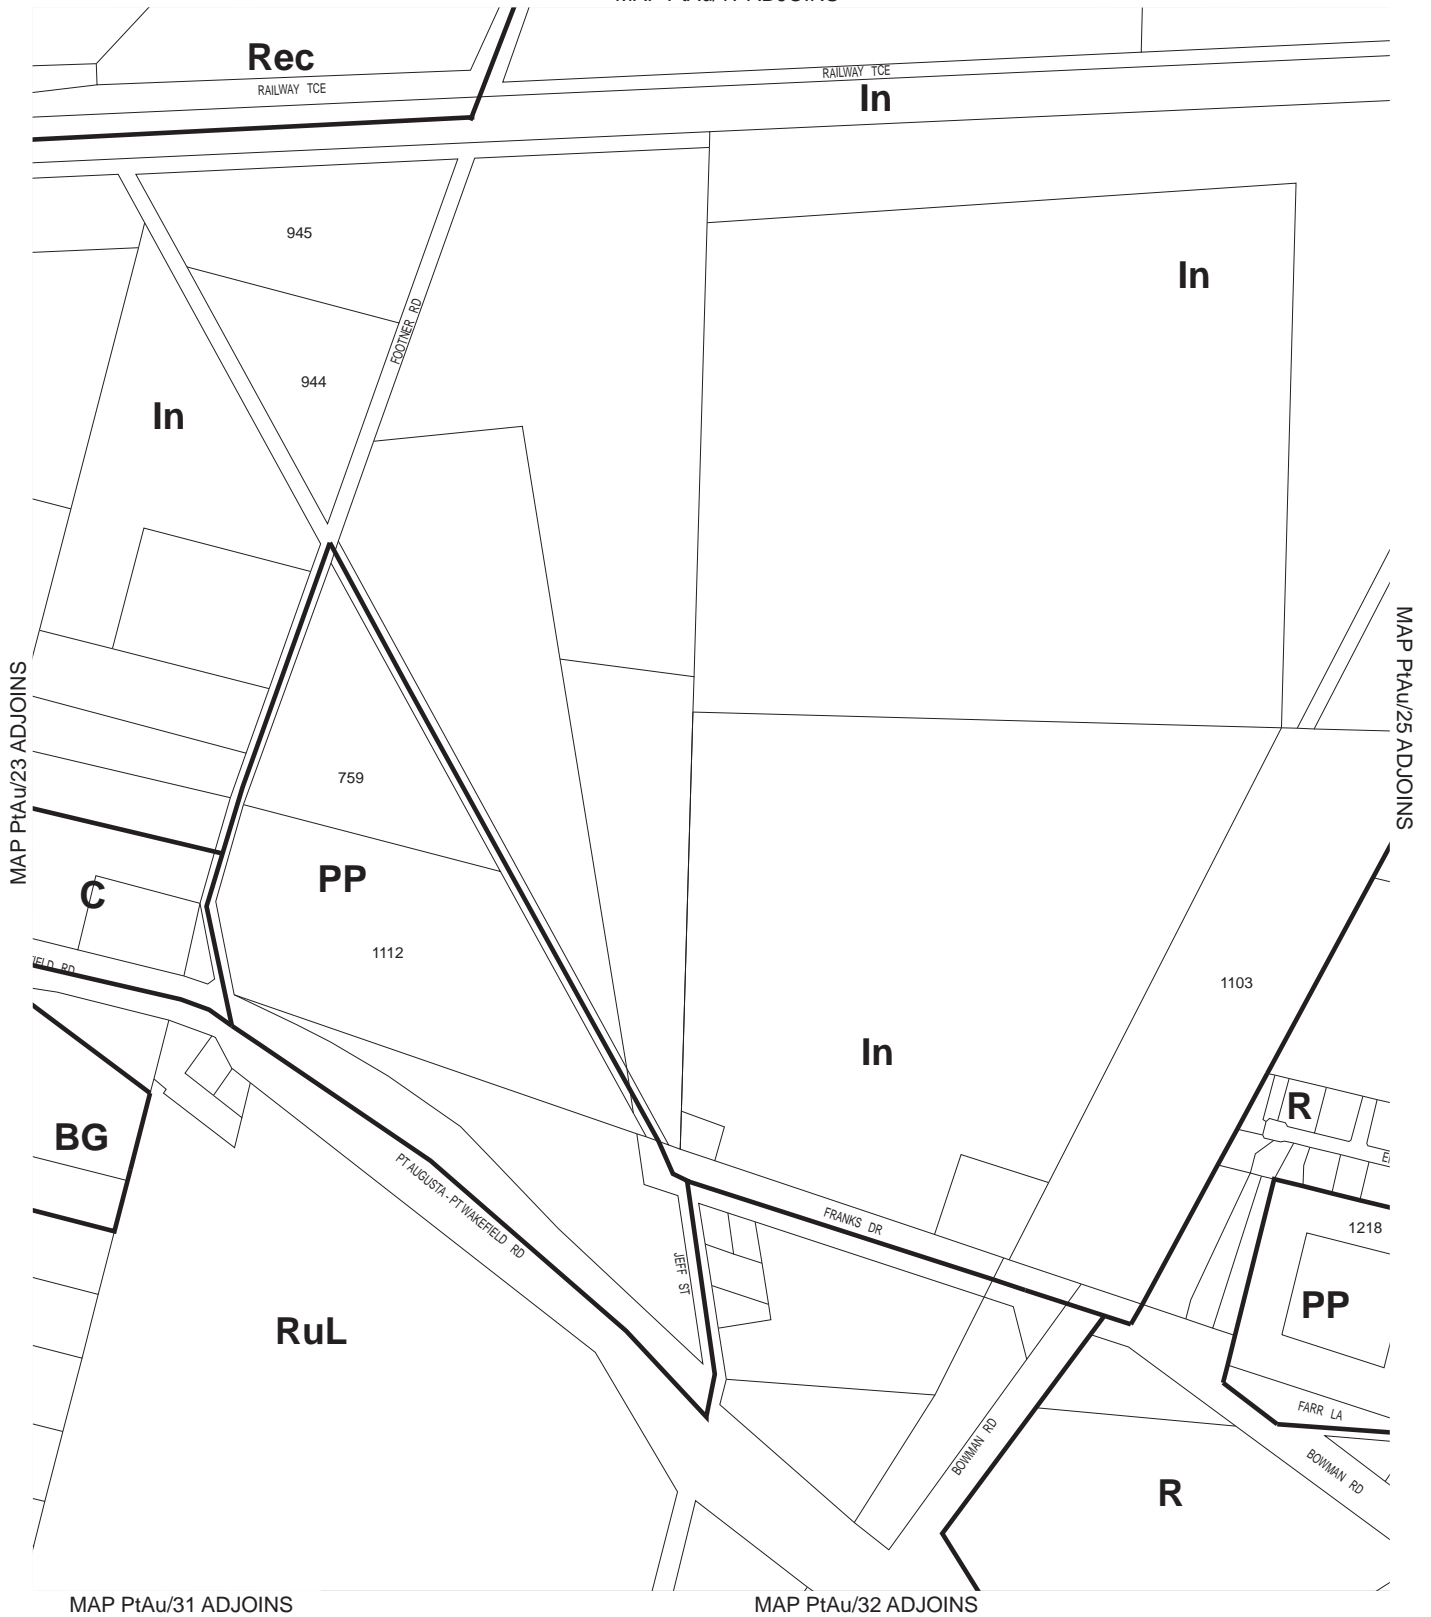 Rec
RAILWAY TCE
RAILWAY TCE
In
945
In
FOOTNER RD
944
In
MAP PtAu/23 ADJOINS
MAP PtAu/25 ADJOINS
759
PP
C
1112
IELD RD
1103
In
R
BG
PT AUGUSTA - PT WAKEFIELD RD
FRANKS DR
1218
JEFF ST
PP
RuL
FARR LA
BOWMAN RD
BOWMAN RD
R
MAP PtAu/31 ADJOINS
MAP PtAu/32 ADJOINS